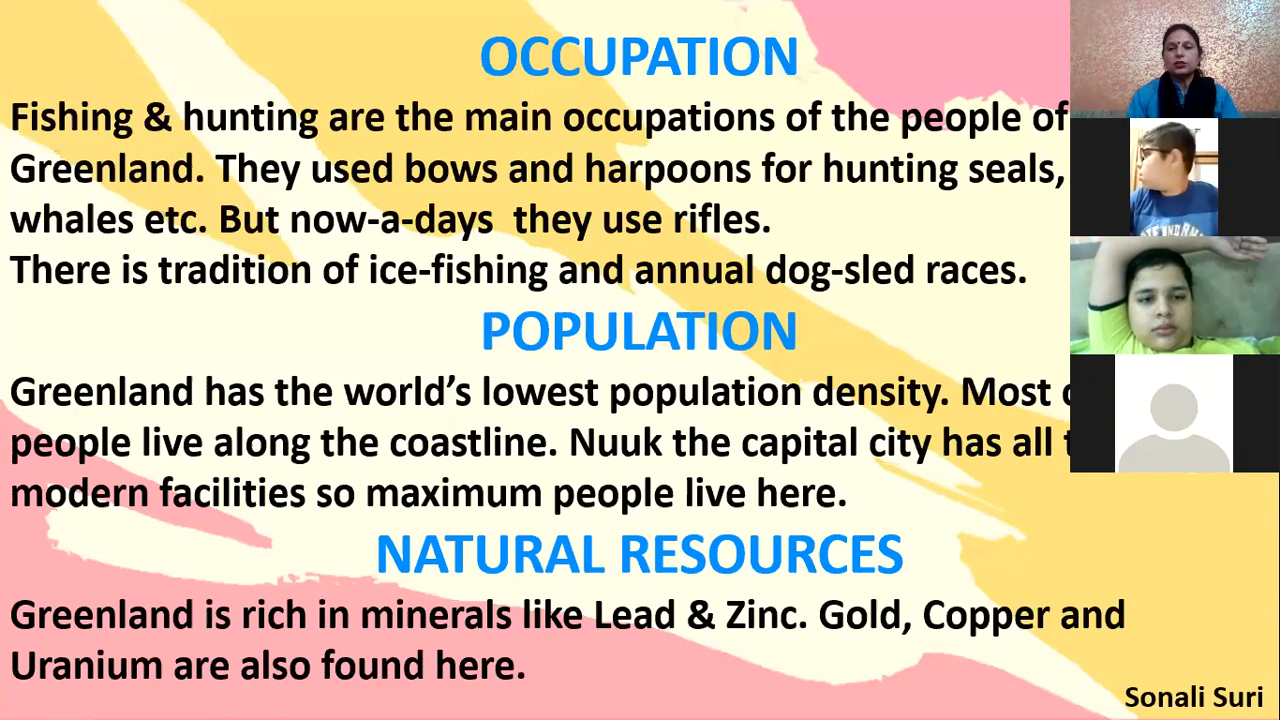 OCCUPATION
Fishing & hunting are the main occupations of the people of
Greenland. They used bows and harpoons for hunting seals,
whales etc. But now-a-days they use rifles.
There is tradition of ice-fishing and annual dog-sled races.
POPULATION
Greenland has the world’s lowest population density. Most
people live along the coastline. Nuuk the capital city has all
modern facilities so maximum people live here.
NATURAL RESOURCES
Greenland is rich in minerals like Lead & Zinc. Gold, Copper and
Uranium are also found here.
Sonali Suri